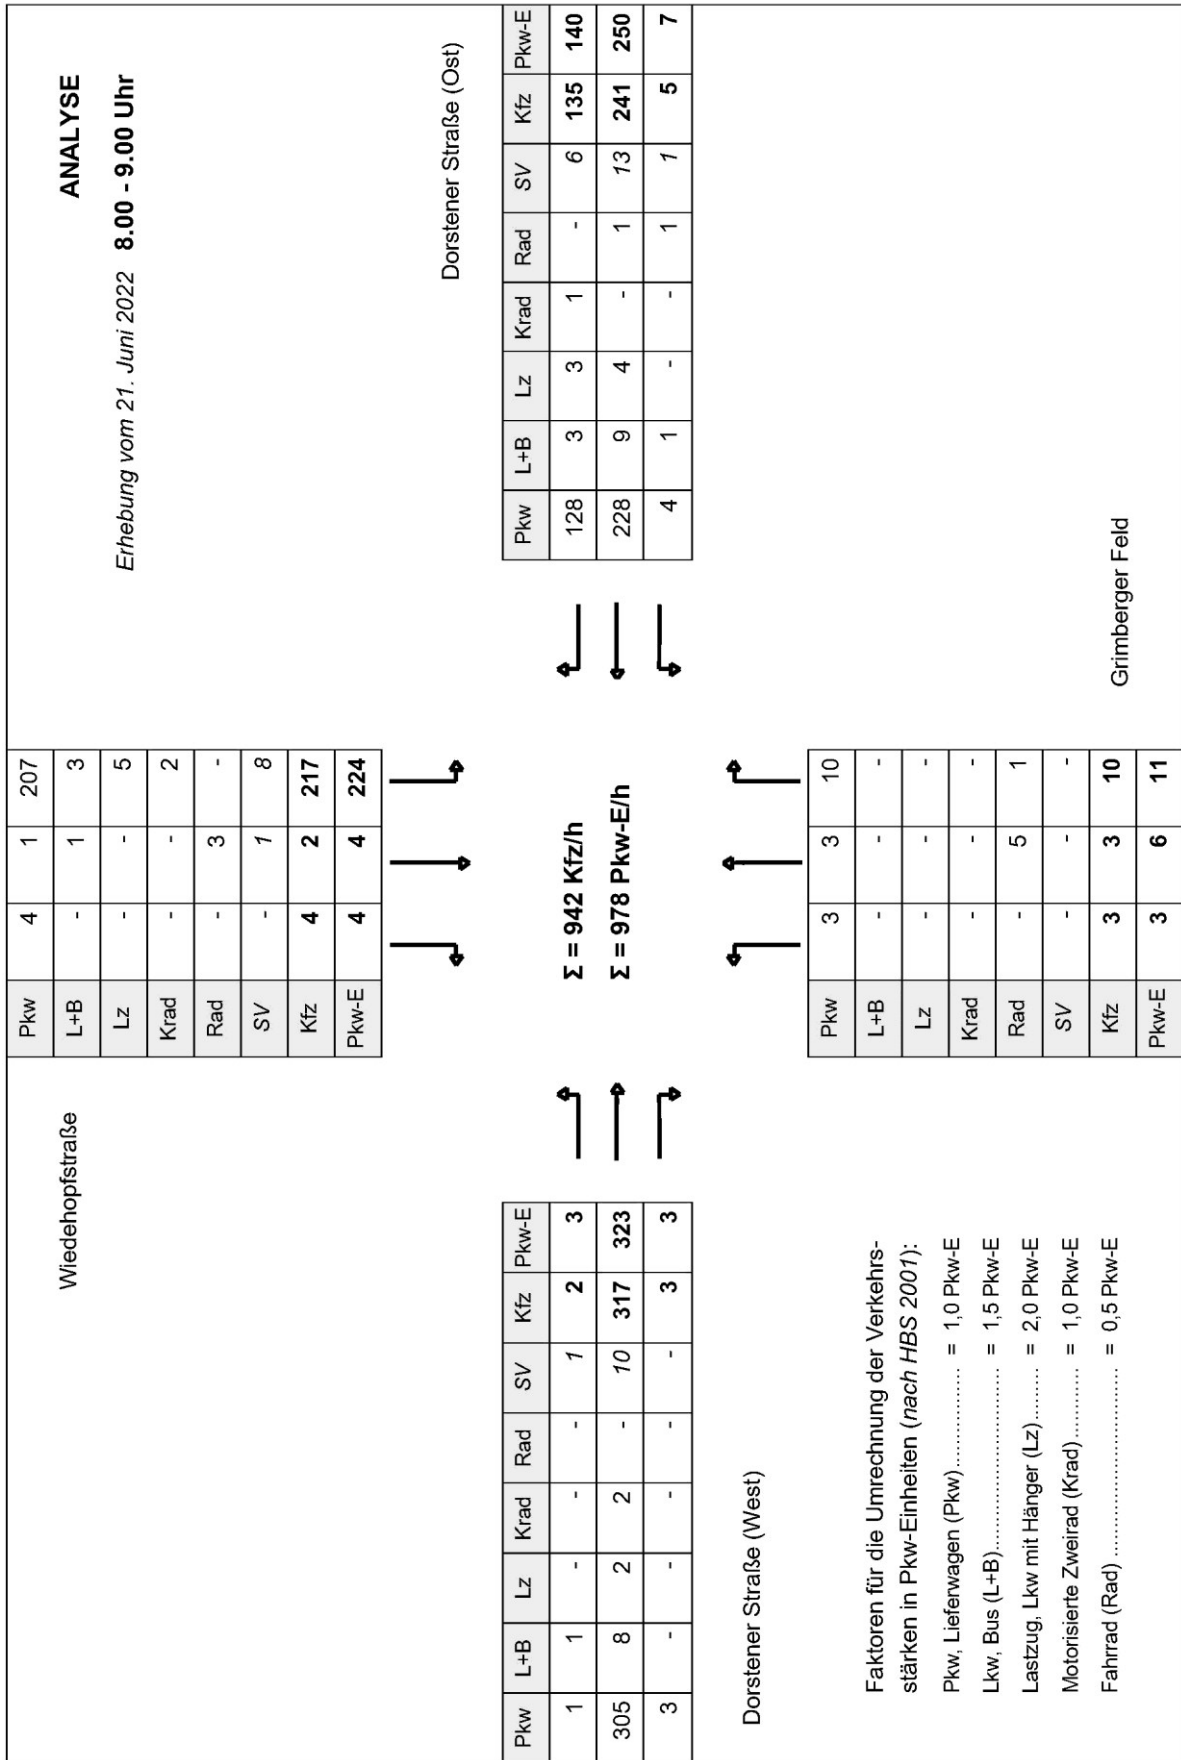 ANALYSE
Erhebung vom 21. Juni 2022 8.00 - 9.00 Uhr
Wiedehopfstraße
Pkw 4 1 207
L+B - 1 3
Lz - - 5
Krad - - 2
Rad - 3 -
SV - 1 8
Kfz 4 2 217
Pkw-E 4 4 224
Dorstener Straße (Ost)
Pkw L+B Lz Krad Rad SV Kfz Pkw-E
128 3 3 1 - 6 135 140
228 9 4 - 1 13 241 250
4 1 - - 1 1 5 7
Σ = 942 Kfz/h
Σ = 978 Pkw-E/h
Pkw L+B Lz Krad Rad SV Kfz Pkw-E
1 1 - - - 1 2 3
305 8 2 2 - 10 317 323
3 - - - - - 3 3
Dorstener Straße (West)
Pkw 3 3 10
L+B - - -
Lz - - -
Krad - - -
Rad - 5 1
SV - - -
Kfz 3 3 10
Pkw-E 3 6 11
Grimberger Feld
Faktoren für die Umrechnung der Verkehrs-
stärken in Pkw-Einheiten (nach HBS 2001):
Pkw, Lieferwagen (Pkw)................... = 1,0 Pkw-E
Lkw, Bus (L+B)................................ = 1,5 Pkw-E
Lastzug, Lkw mit Hänger (Lz).......... = 2,0 Pkw-E
Motorisierte Zweirad (Krad)............ = 1,0 Pkw-E
Fahrrad (Rad) .................................. = 0,5 Pkw-E